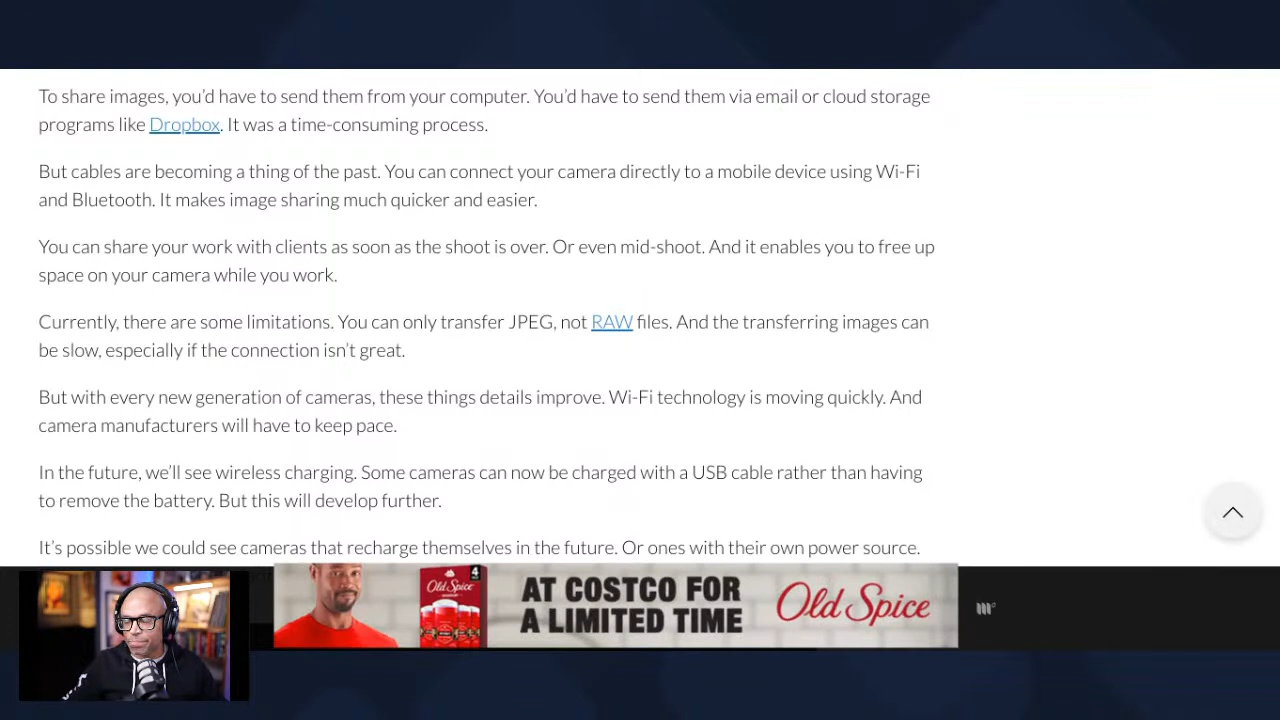 To share images, you’d have to send them from your computer. You’d have to send them via email or cloud storage
programs like Dropbox. It was a time-consuming process.
But cables are becoming a thing of the past. You can connect your camera directly to a mobile device using Wi-Fi
and Bluetooth. It makes image sharing much quicker and easier.
You can share your work with clients as soon as the shoot is over. Or even mid-shoot. And it enables you to free up
space on your camera while you work.
Currently, there are some limitations. You can only transfer JPEG, not RAW files. And the transferring images can
be slow, especially if the connection isn’t great.
But with every new generation of cameras, these things details improve. Wi-Fi technology is moving quickly. And
camera manufacturers will have to keep pace.
In the future, we’ll see wireless charging. Some cameras can now be charged with a USB cable rather than having
to remove the battery. But this will develop further.
It’s possible we could see cameras that recharge themselves in the future. Or ones with their own power source.
4
Old Spice
AT COSTCO FOR
A LIMITED TIME
Old Spice